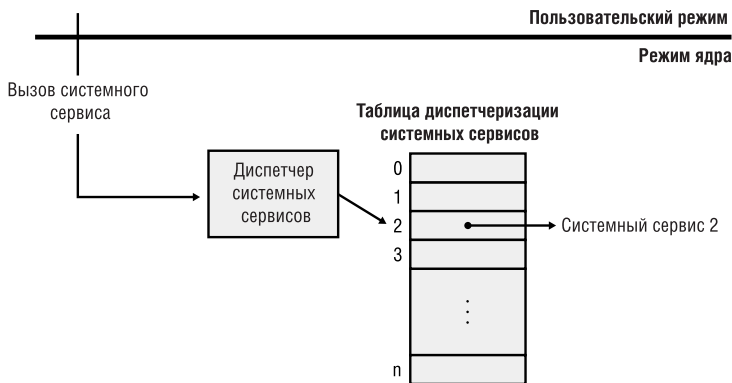 Пользовательский режим
Режим ядра
Вызов системного
сервиса
Таблица диспетчеризации
системных сервисов
Диспетчер
системных
сервисов
0
1
2
3
n
Системный сервис 2